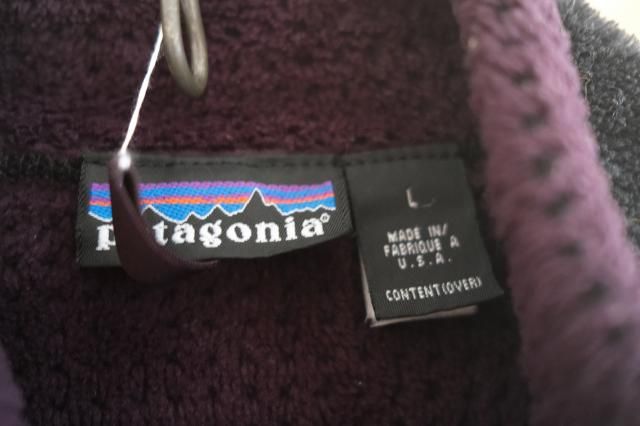 patagonia®
L
MADE IN/
FABRIQUE A
U.S.A.
CONTENT(OVER)